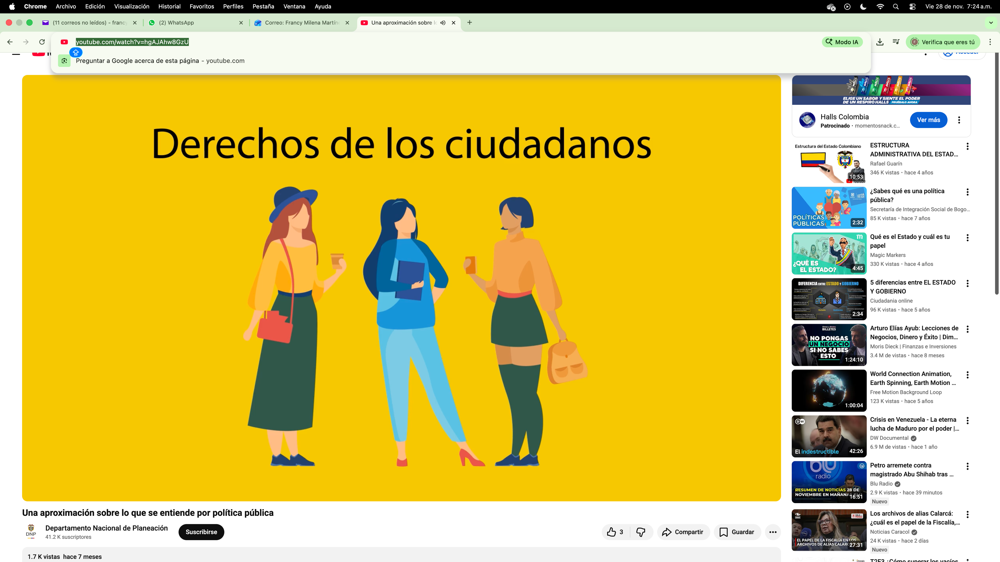 Chrome Archivo Edición Visualización Historial Favoritos Perfiles Pestaña Ventana Ayuda
Vie 28 de nov. 7:24 a.m.
(11 correos no leídos) - franc
(2) WhatsApp
Correo: Francy Milena Martín
Una aproximación sobre l
youtube.com/watch?v=hgAJAhw8GzU
Modo IA
Verifica que eres tú
Preguntar a Google acerca de esta página - youtube.com
Derechos de los ciudadanos
Una aproximación sobre lo que se entiende por política pública
DNP
Departamento Nacional de Planeación
41.2 K suscriptores
Suscribirse
3
Compartir
Guardar
1.7 K vistas hace 7 meses
HALLS HALLS HALLS HALLS HALLS
ELIGE UN SABOR Y SIENTE EL PODER
DE UN RESPIRO HALLS PRUÉBALO AHORA
Halls Colombia
Patrocinado · momentosnack.c...
Ver más
Estructura del Estado Colombiano
YouTube
10:53
ESTRUCTURA
ADMINISTRATIVA DEL ESTAD...
Rafael Guarín
346 K vistas · hace 4 años
POLÍTICAS
PÚBLICAS
2:32
¿Sabes qué es una política
pública?
Secretaría de Integración Social de Bogo...
85 K vistas · hace 7 años
m
¿QUÉ ES
EL ESTADO?
4:45
Qué es el Estado y cuál es tu
papel
Magic Markers
330 K vistas · hace 4 años
DIFERENCIA ENTRE ESTADO Y GOBIERNO
Estado
Gobierno
2:34
5 diferencias entre EL ESTADO
Y GOBIERNO
Ciudadania online
96 K vistas · hace 5 años
Dimes y diretes
BILLETES
NO PONGAS
UN NEGOCIO
SI NO SABES
ESTO
1:24:10
Arturo Elías Ayub: Lecciones de
Negocios, Dinero y Éxito | Dim...
Moris Dieck | Finanzas e Inversiones
3.4 M de vistas · hace 8 meses
1:00:04
World Connection Animation,
Earth Spinning, Earth Motion ...
Free Motion Background Loop
123 K vistas · hace 5 años
DW
El indestructible
42:26
Crisis en Venezuela - La eterna
lucha de Maduro por el poder |...
DW Documental
6.9 M de vistas · hace 1 año
blu
radio
RESUMEN DE NOTICIAS 28 DE
NOVIEMBRE EN MAÑANAS
16:51
Petro arremete contra
magistrado Abu Shihab tras ...
Blu Radio
2.9 K vistas · hace 39 minutos
Nuevo
EL PAPEL DE LA FISCALÍA EN LOS
ARCHIVOS DE ALIAS CALARC
27:31
Los archivos de alias Calarcá:
¿cuál es el papel de la Fiscalía,...
Noticias Caracol
24 K vistas · hace 2 días
Nuevo